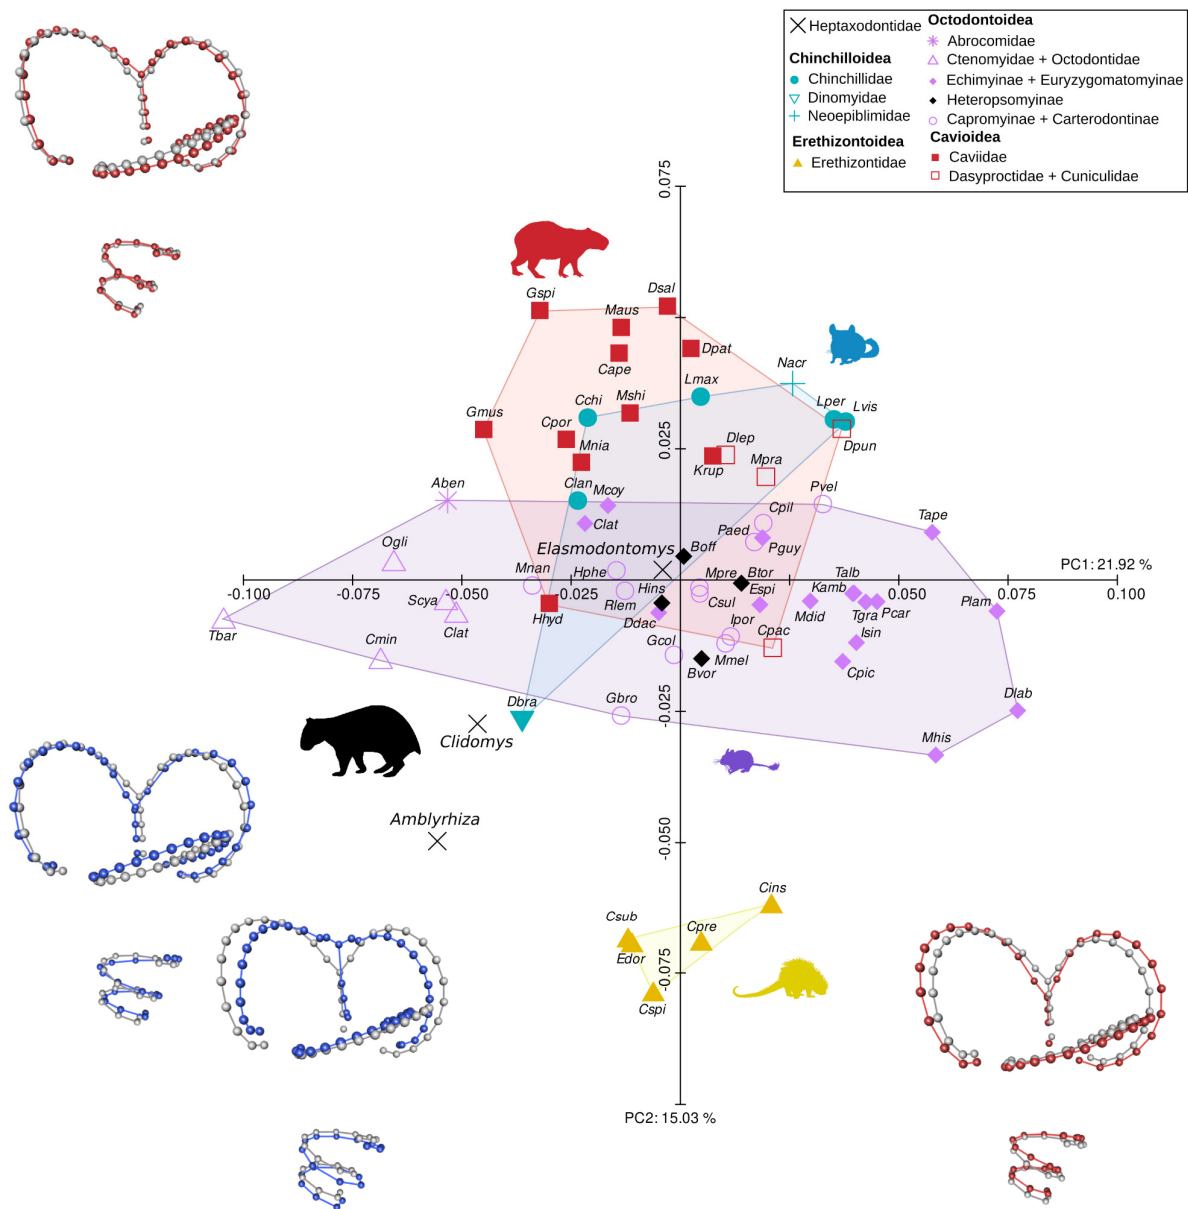 Heptaxodontidae
Chinchilloidea
Chinchillidae
Dinomyidae
Neoepiblimidae
Erethizontoidea
Erethizontidae
Octodontoidea
Abrocomidae
Ctenomyidae + Octodontidae
Echimyinae + Euryzygomatomyinae
Heteropsomyinae
Capromyinae + Carterodontinae
Cavioidea
Caviidae
Dasyproctidae + Cuniculidae
0.075
Gspi
Dsal
Maus
Dpat
Cape
Nacr
Lmax
Mshi
Cchi
Lper
Lvis
Gmus
Cpor
Dlep
Dpun
0.025
Mnia
Krup
Mpra
Aben
Clan
Mcoy
Pvel
Clat
Cpil
Tape
Ogli
Elasmodontomys
Boff
Paed
Pguy
PC1: 21.92 %
Mnan
Hphe
Mpre
Btor
Talb
-0.100
-0.075
-0.050
-0.025
0.025
0.050
0.075
0.100
Hins
Espi
Kamb
Scya
Rlem
Csul
Mdid
Tgra
Pcar
Plam
Tbar
Clat
Hhyd
Ddac
Ipor
Isin
Cmin
Gcol
Cpac
Mmel
Bvor
Cpic
Dbra
Gbro
-0.025
Dlab
Clidomys
Mhis
Amblyrhiza
-0.050
Cins
Csub
Cpre
Edor
-0.075
Cspi
PC2: 15.03 %